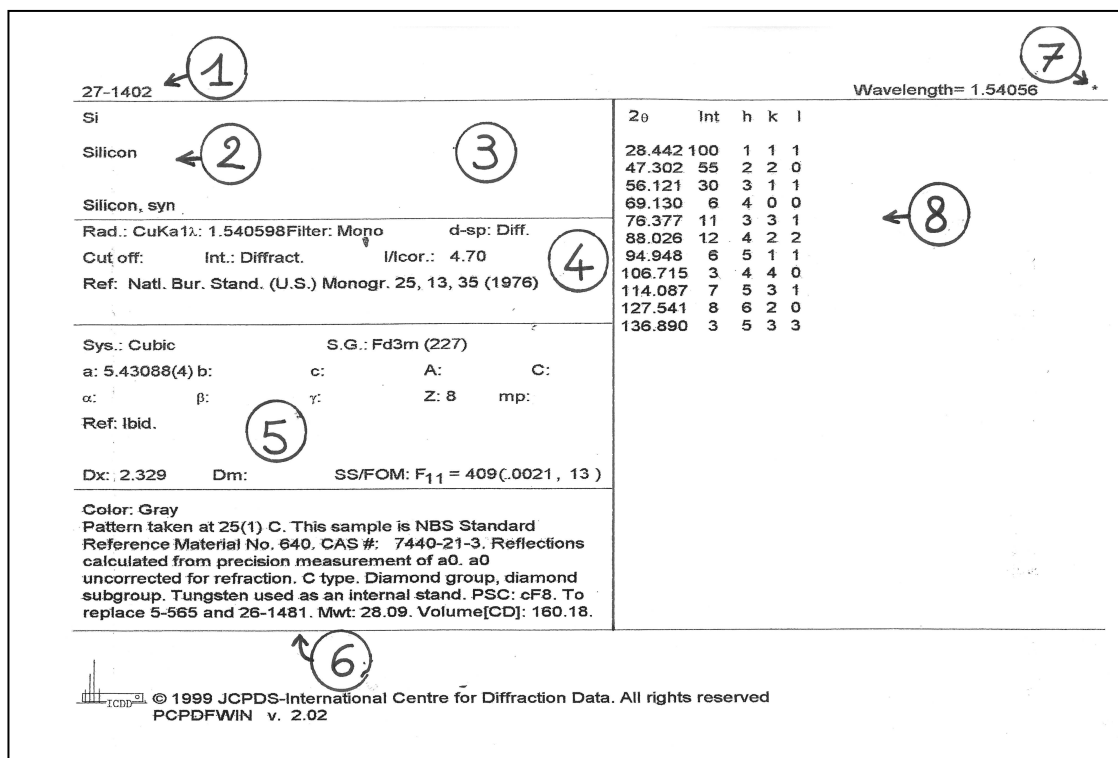 1
7
27-1402
Wavelength= 1.54056 *
Si
Silicon
2
3
Silicon, syn
Rad.: CuKa1λ: 1.540598Filter: Mono d-sp: Diff.
Cut off: Int.: Diffract. I/Icor.: 4.70
4
Ref: Natl. Bur. Stand. (U.S.) Monogr. 25, 13, 35 (1976)
Sys.: Cubic S.G.: Fd3m (227)
a: 5.43088(4) b: c: A: C:
α: β: γ: Z: 8 mp:
Ref: Ibid.
5
Dx: 2.329 Dm: SS/FOM: F11 = 409(.0021, 13 )
Color: Gray
Pattern taken at 25(1) C. This sample is NBS Standard
Reference Material No. 640. CAS #: 7440-21-3. Reflections
calculated from precision measurement of a0. a0
uncorrected for refraction. C type. Diamond group, diamond
subgroup. Tungsten used as an internal stand. PSC: cF8. To
replace 5-565 and 26-1481. Mwt: 28.09. Volume[CD]: 160.18.
6
2θ Int h k l
28.442 100 1 1 1
47.302 55 2 2 0
56.121 30 3 1 1
69.130 6 4 0 0
76.377 11 3 3 1
88.026 12 4 2 2
94.948 6 5 1 1
106.715 3 4 4 0
114.087 7 5 3 1
127.541 8 6 2 0
136.890 3 5 3 3
8
ICDD © 1999 JCPDS-International Centre for Diffraction Data. All rights reserved
PCPDFWIN v. 2.02